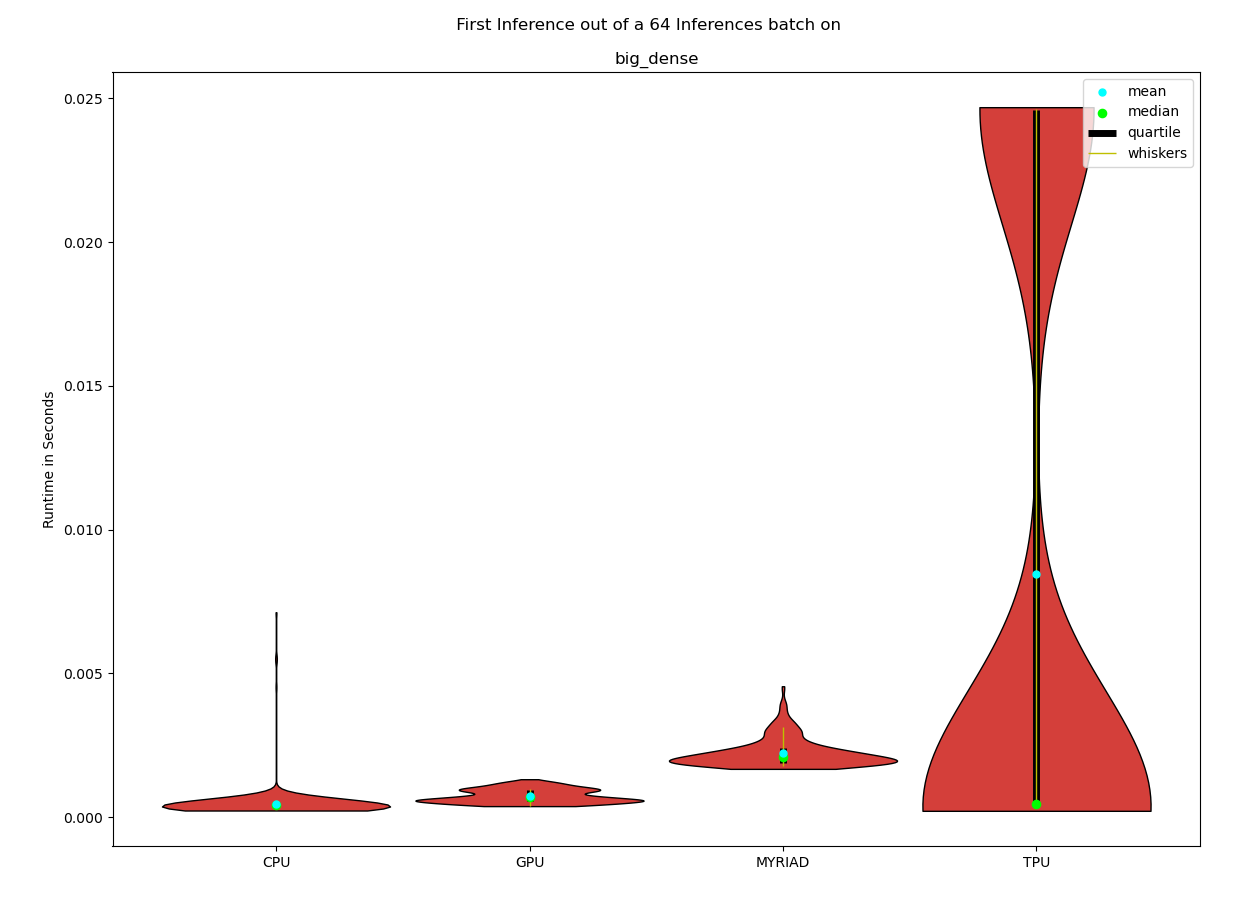 First Inference out of a 64 Inferences batch on
big_dense
mean
median
quartile
whiskers
0.025
0.020
0.015
0.010
0.005
0.000
Runtime in Seconds
CPU
GPU
MYRIAD
TPU